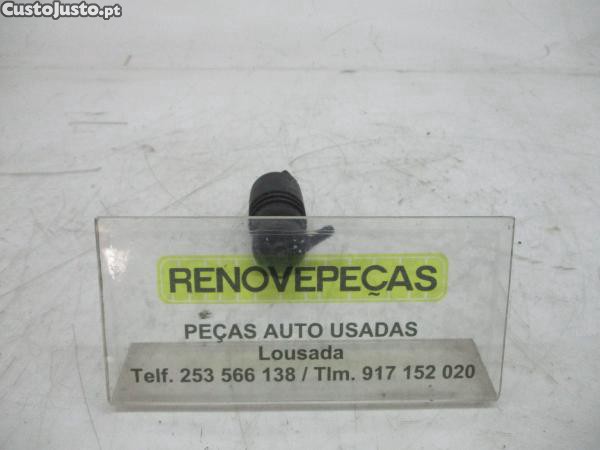 CustoJusto.pt
RENOVEPEÇAS
PEÇAS AUTO USADAS
Lousada
Telf. 253 566 138 / Tlm. 917 152 020